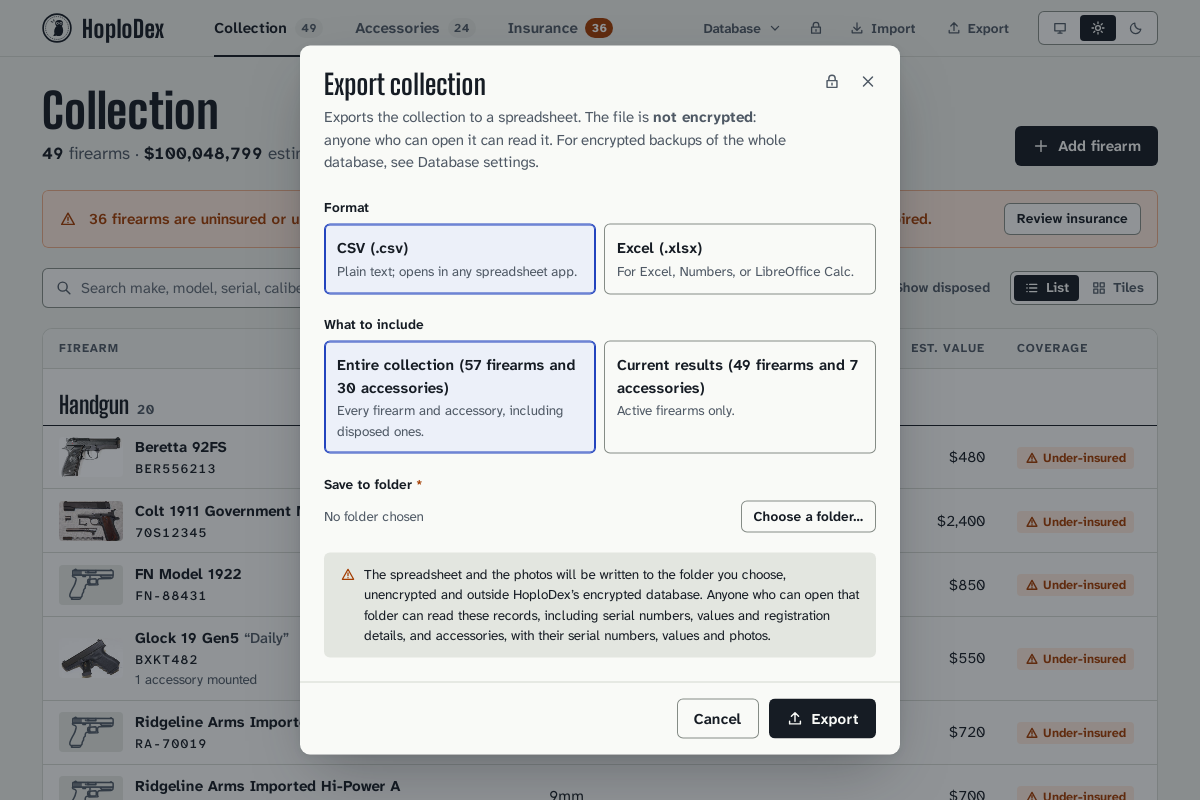 HoploDex
Collection 49
Accessories 24
Insurance 36
Database
Import
Export
Collection
49 firearms · $100,048,799
Add firearm
36 firearms are uninsured or
Review insurance
Search make, model, serial,
disposed
List
Tiles
FIREARM
EST. VALUE
COVERAGE
Handgun 20
Beretta 92FS
BER556213
$480
Under-insured
Colt 1911 Government
70S12345
$2,400
Under-insured
FN Model 1922
FN-88431
$850
Under-insured
Glock 19 Gen5 “Daily”
BXKT482
1 accessory mounted
$550
Under-insured
Ridgeline Arms
RA-70019
$720
Under-insured
Ridgeline Arms Imported Hi-Power A
9mm
$700
Under-insured
Export collection
Exports the collection to a spreadsheet. The file is not encrypted:
anyone who can open it can read it. For encrypted backups of the whole
database, see Database settings.
Format
CSV (.csv)
Plain text; opens in any spreadsheet app.
Excel (.xlsx)
For Excel, Numbers, or LibreOffice Calc.
What to include
Entire collection (57 firearms and
30 accessories)
Every firearm and accessory, including
disposed ones.
Current results (49 firearms and 7
accessories)
Active firearms only.
Save to folder *
No folder chosen
Choose a folder...
The spreadsheet and the photos will be written to the folder you choose,
unencrypted and outside HoploDex’s encrypted database. Anyone who can open that
folder can read these records, including serial numbers, values and registration
details, and accessories, with their serial numbers, values and photos.
Cancel
Export